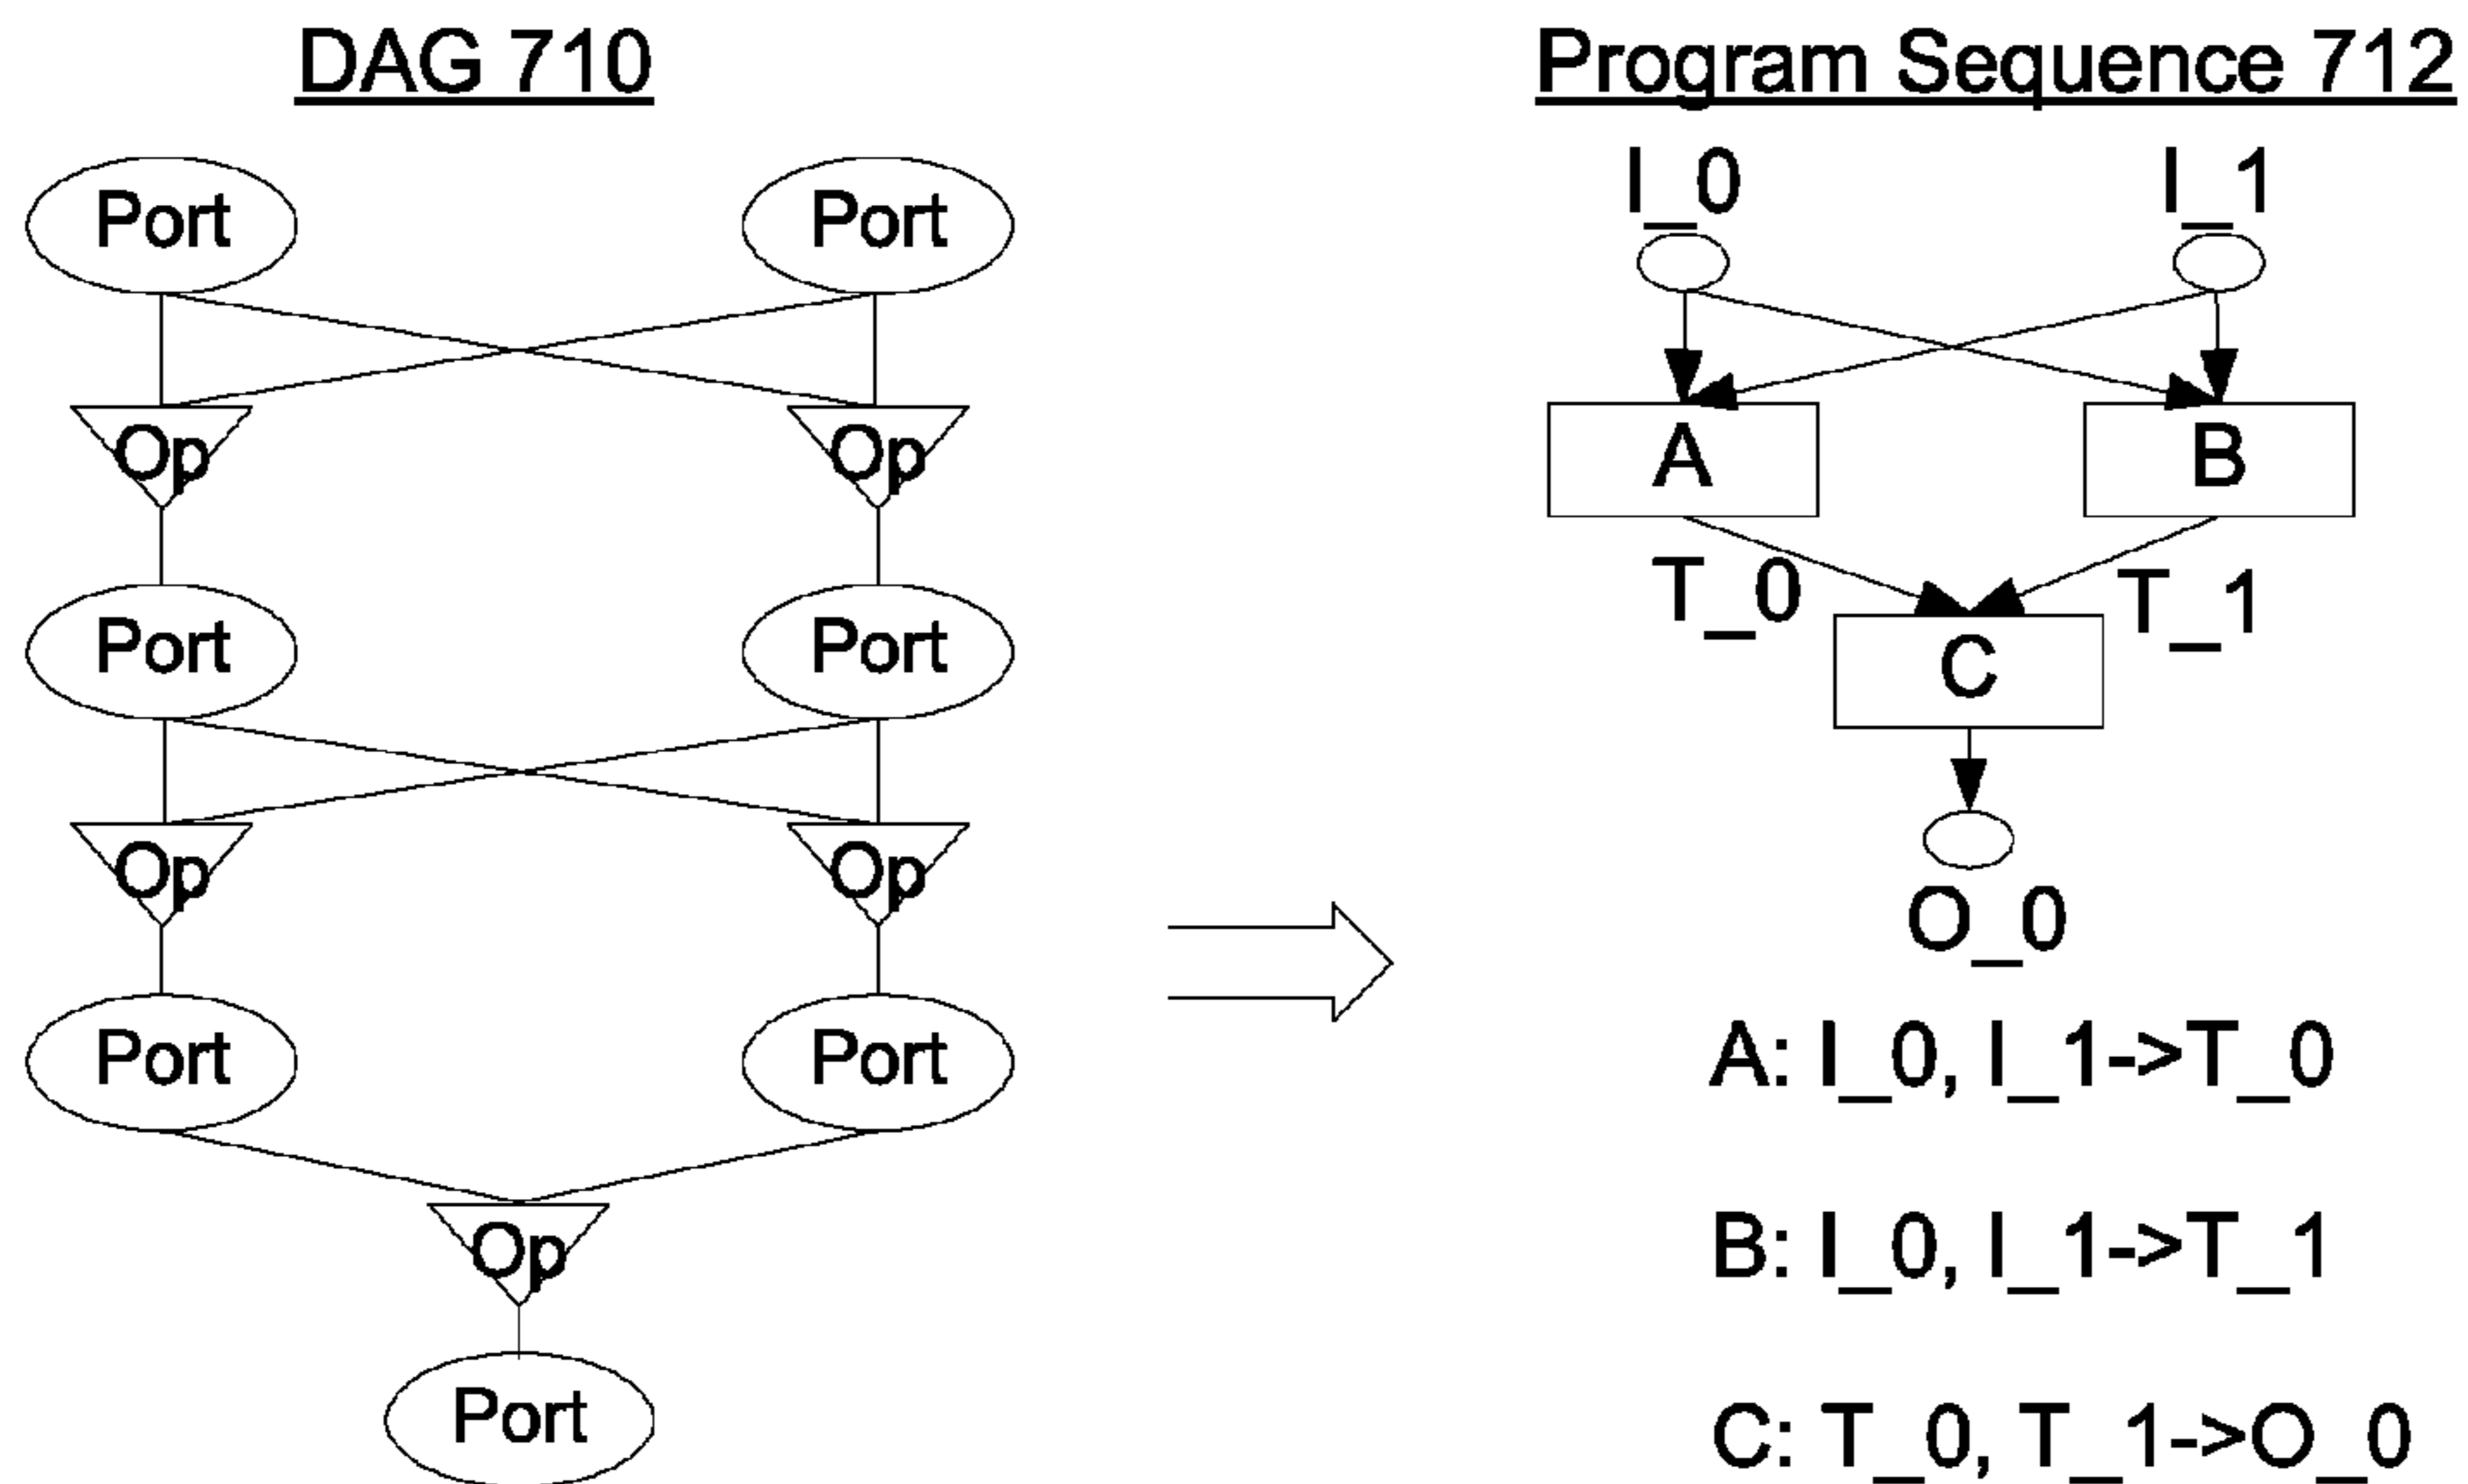 DAG 710
Port Port
Op Op
Port Port
Op Op
Port Port
Op
Port
Program Sequence 712
I_0 I_1
A B
T_0 T_1
C
O_0
A: I_0, I_1->T_0
B: I_0, I_1->T_1
C: T_0, T_1->O_0